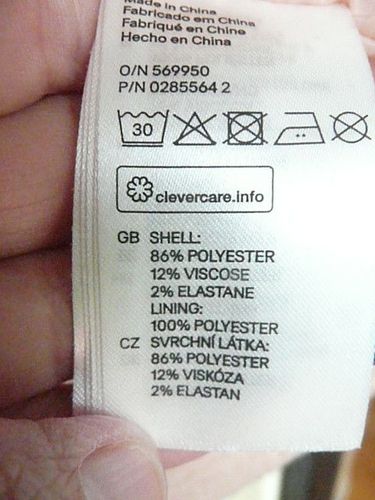 Made in China
Fabricado em China
Fabriqué en Chine
Hecho en China
O/N 569950
P/N 0285564 2
30
clevercare.info
GB SHELL:
86% POLYESTER
12% VISCOSE
2% ELASTANE
LINING:
100% POLYESTER
CZ SVRCHNÍ LÁTKA:
86% POLYESTER
12% VISKÓZA
2% ELASTAN